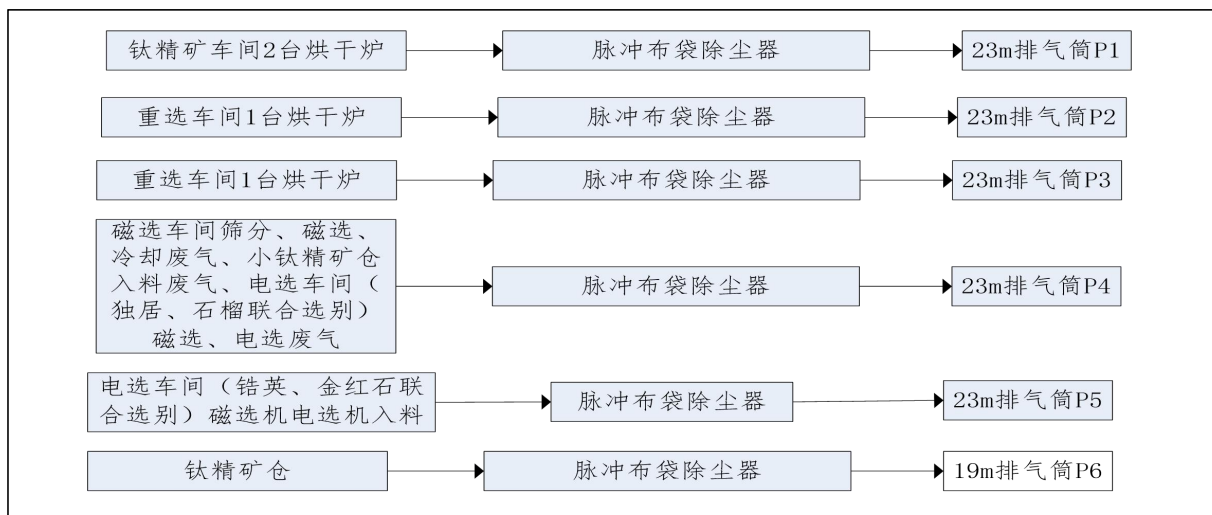 钛精矿车间2台烘干炉
脉冲布袋除尘器
23m排气筒P1
重选车间1台烘干炉
脉冲布袋除尘器
23m排气筒P2
重选车间1台烘干炉
脉冲布袋除尘器
23m排气筒P3
磁选车间筛分、磁选、
冷却废气、小钛精矿仓
入料废气、电选车间（
独居、石榴联合选别）
磁选、电选废气
脉冲布袋除尘器
23m排气筒P4
电选车间（锆英、金红石联
合选别）磁选机电选机入料
脉冲布袋除尘器
23m排气筒P5
钛精矿仓
脉冲布袋除尘器
19m排气筒P6